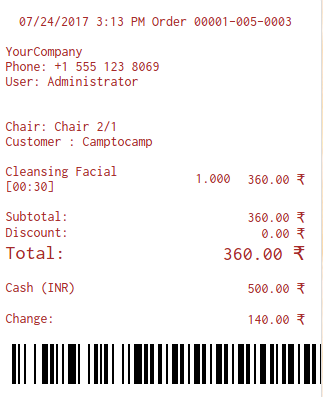 07/24/2017 3:13 PM Order 00001-005-0003
YourCompany
Phone: +1 555 123 8069
User: Administrator
Chair: Chair 2/1
Customer : Camptocamp
Cleansing Facial 1.000 360.00 ₹
[00:30]
Subtotal: 360.00 ₹
Discount: 0.00 ₹
Total: 360.00 ₹
Cash (INR) 500.00 ₹
Change: 140.00 ₹